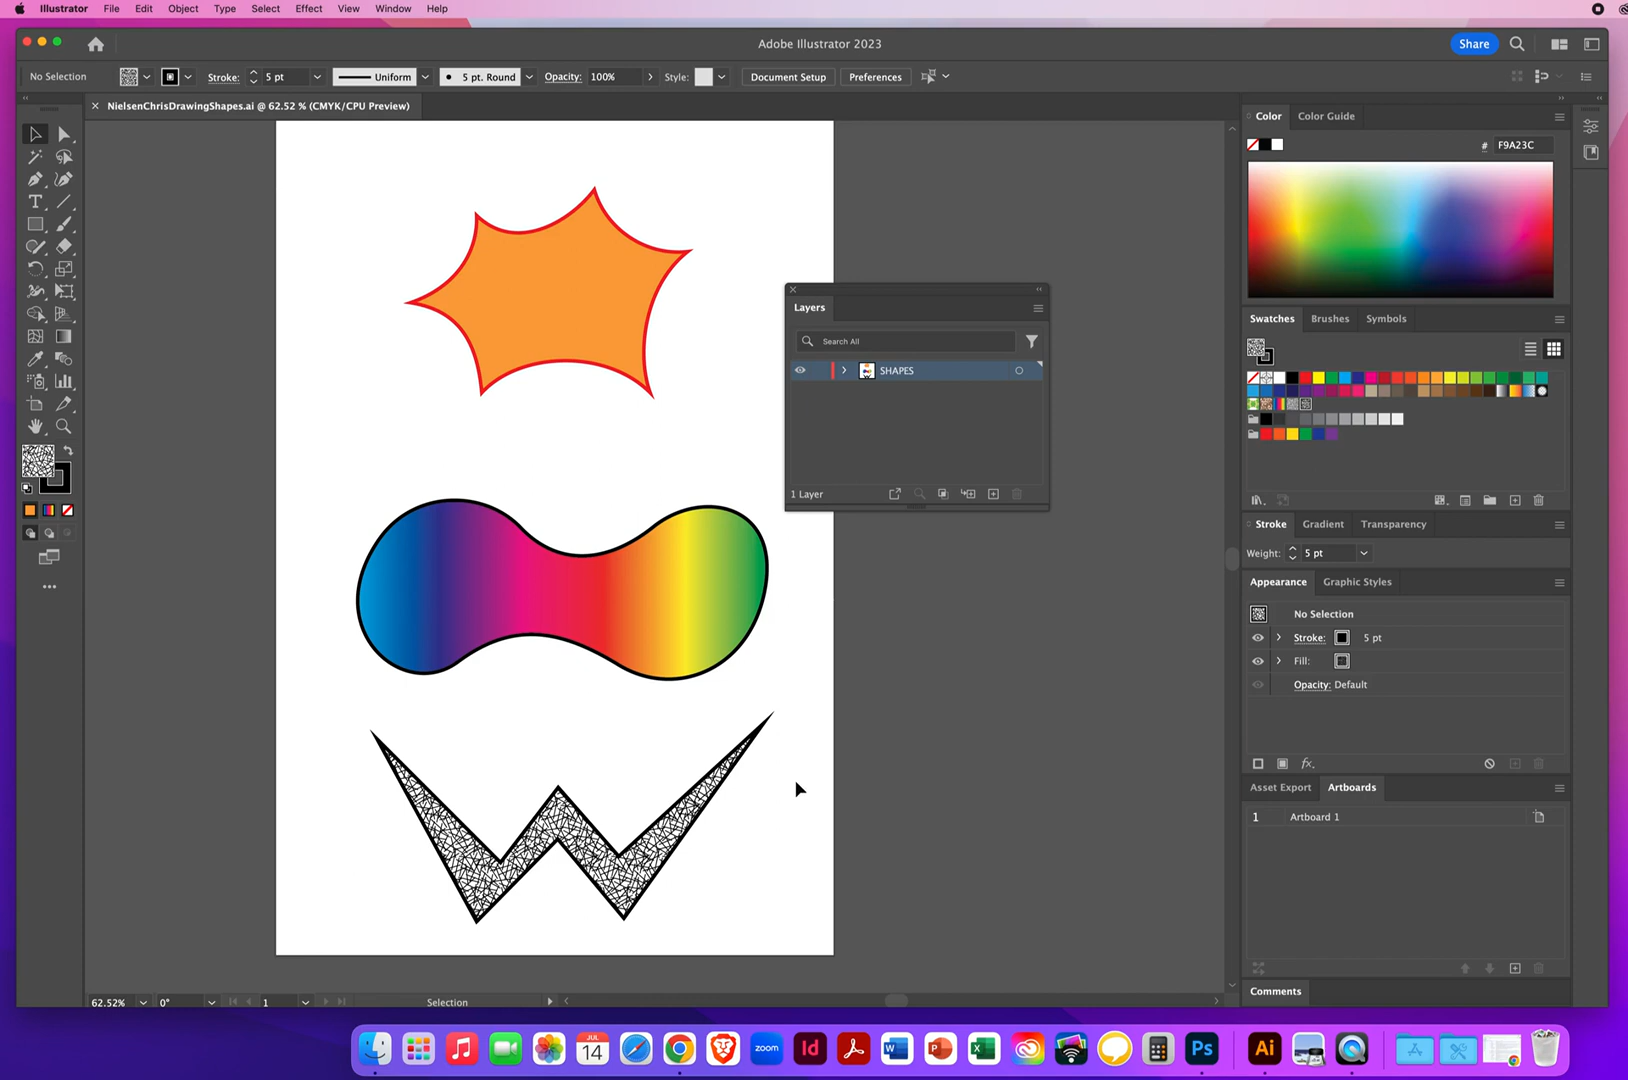 Illustrator File Edit Object Type Select Effect View Window Help
Adobe Illustrator 2023
Share
No Selection Stroke: 5 pt Uniform 5 pt. Round Opacity: 100% Style: Document Setup Preferences
NielsenChrisDrawingShapes.ai @ 62.52 % (CMYK/CPU Preview)
Color Color Guide
# F9A23C
Layers
Search All
SHAPES
1 Layer
Swatches Brushes Symbols
Stroke Gradient Transparency
Weight: 5 pt
Appearance Graphic Styles
No Selection
Stroke: 5 pt
Fill:
Opacity: Default
fx.
Asset Export Artboards
1 Artboard 1
Comments
62.52% 0° 1 Selection
JUL
14
zoom
Id
W
P
X
Ps
Ai